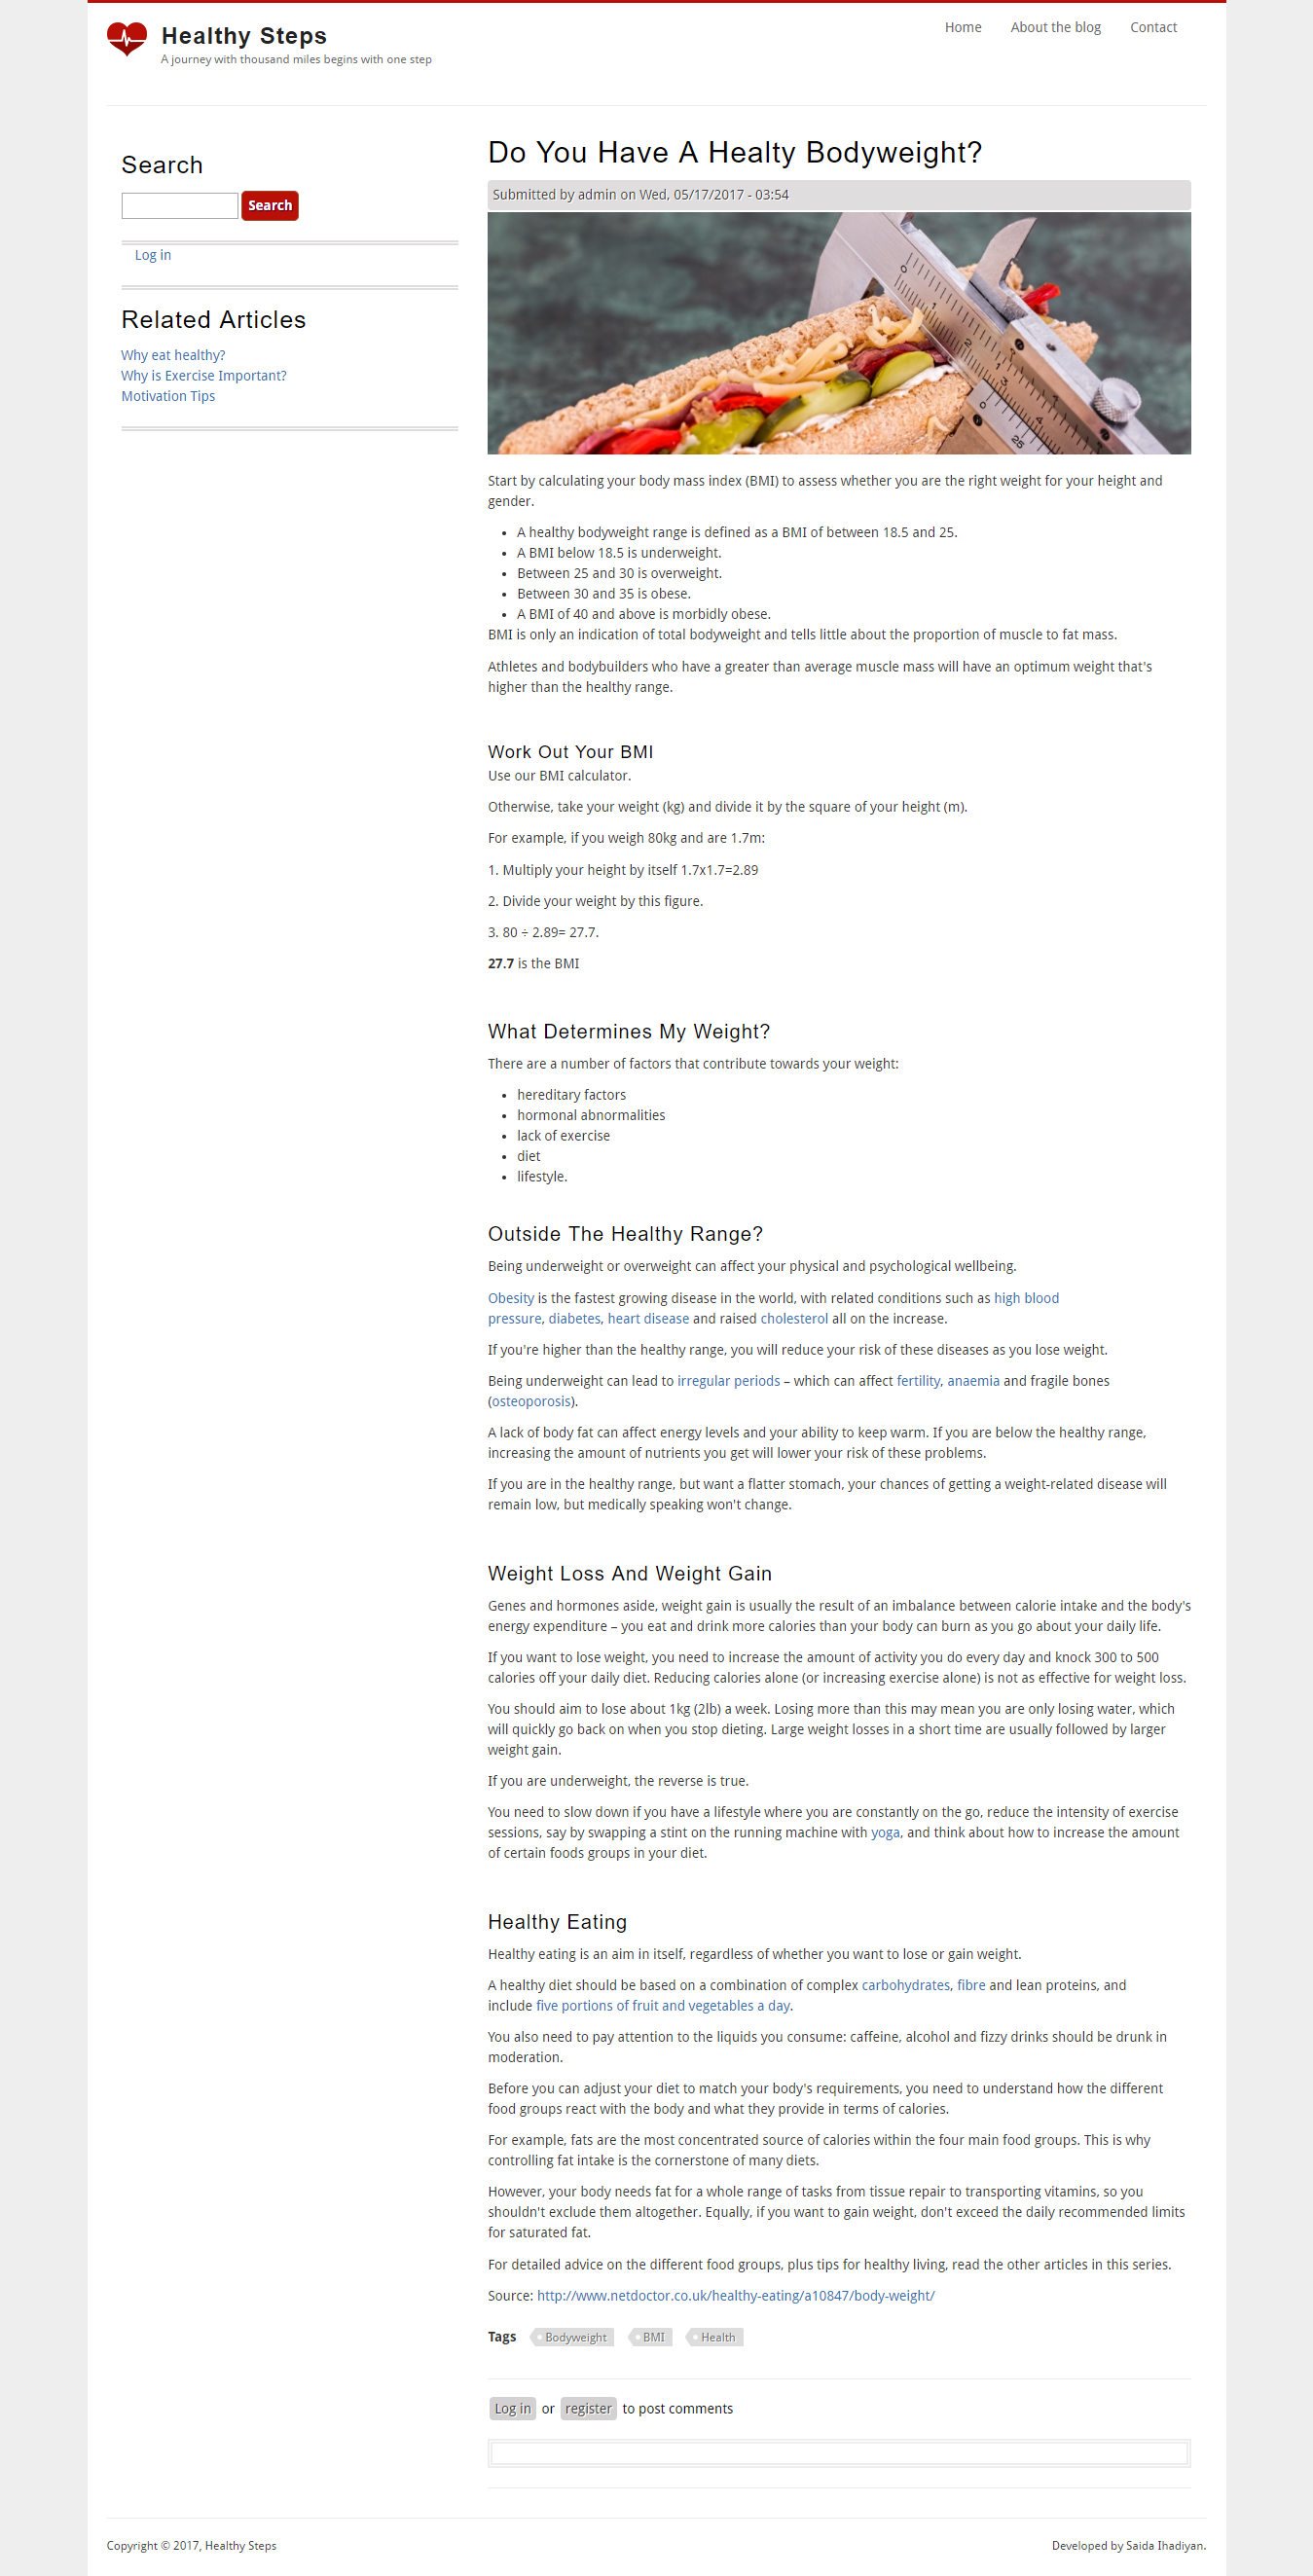 Healthy Steps
A journey with thousand miles begins with one step
Home
About the blog
Contact
Search
Search
Log in
Related Articles
Why eat healthy?
Why is Exercise Important?
Motivation Tips
Do You Have A Healty Bodyweight?
Submitted by admin on Wed, 05/17/2017 - 03:54
0
0
25
Start by calculating your body mass index (BMI) to assess whether you are the right weight for your height and
gender.
• A healthy bodyweight range is defined as a BMI of between 18.5 and 25.
• A BMI below 18.5 is underweight.
• Between 25 and 30 is overweight.
• Between 30 and 35 is obese.
• A BMI of 40 and above is morbidly obese.
BMI is only an indication of total bodyweight and tells little about the proportion of muscle to fat mass.
Athletes and bodybuilders who have a greater than average muscle mass will have an optimum weight that's
higher than the healthy range.
Work Out Your BMI
Use our BMI calculator.
Otherwise, take your weight (kg) and divide it by the square of your height (m).
For example, if you weigh 80kg and are 1.7m:
1. Multiply your height by itself 1.7x1.7=2.89
2. Divide your weight by this figure.
3. 80 ÷ 2.89= 27.7.
27.7 is the BMI
What Determines My Weight?
There are a number of factors that contribute towards your weight:
• hereditary factors
• hormonal abnormalities
• lack of exercise
• diet
• lifestyle.
Outside The Healthy Range?
Being underweight or overweight can affect your physical and psychological wellbeing.
Obesity is the fastest growing disease in the world, with related conditions such as high blood
pressure, diabetes, heart disease and raised cholesterol all on the increase.
If you're higher than the healthy range, you will reduce your risk of these diseases as you lose weight.
Being underweight can lead to irregular periods – which can affect fertility, anaemia and fragile bones
(osteoporosis).
A lack of body fat can affect energy levels and your ability to keep warm. If you are below the healthy range,
increasing the amount of nutrients you get will lower your risk of these problems.
If you are in the healthy range, but want a flatter stomach, your chances of getting a weight-related disease will
remain low, but medically speaking won't change.
Weight Loss And Weight Gain
Genes and hormones aside, weight gain is usually the result of an imbalance between calorie intake and the body's
energy expenditure – you eat and drink more calories than your body can burn as you go about your daily life.
If you want to lose weight, you need to increase the amount of activity you do every day and knock 300 to 500
calories off your daily diet. Reducing calories alone (or increasing exercise alone) is not as effective for weight loss.
You should aim to lose about 1kg (2lb) a week. Losing more than this may mean you are only losing water, which
will quickly go back on when you stop dieting. Large weight losses in a short time are usually followed by larger
weight gain.
If you are underweight, the reverse is true.
You need to slow down if you have a lifestyle where you are constantly on the go, reduce the intensity of exercise
sessions, say by swapping a stint on the running machine with yoga, and think about how to increase the amount
of certain foods groups in your diet.
Healthy Eating
Healthy eating is an aim in itself, regardless of whether you want to lose or gain weight.
A healthy diet should be based on a combination of complex carbohydrates, fibre and lean proteins, and
include five portions of fruit and vegetables a day.
You also need to pay attention to the liquids you consume: caffeine, alcohol and fizzy drinks should be drunk in
moderation.
Before you can adjust your diet to match your body's requirements, you need to understand how the different
food groups react with the body and what they provide in terms of calories.
For example, fats are the most concentrated source of calories within the four main food groups. This is why
controlling fat intake is the cornerstone of many diets.
However, your body needs fat for a whole range of tasks from tissue repair to transporting vitamins, so you
shouldn't exclude them altogether. Equally, if you want to gain weight, don't exceed the daily recommended limits
for saturated fat.
For detailed advice on the different food groups, plus tips for healthy living, read the other articles in this series.
Source: http://www.netdoctor.co.uk/healthy-eating/a10847/body-weight/
Tags Bodyweight BMI Health
Log in or register to post comments
Copyright © 2017, Healthy Steps
Developed by Saida Ihadiyan.